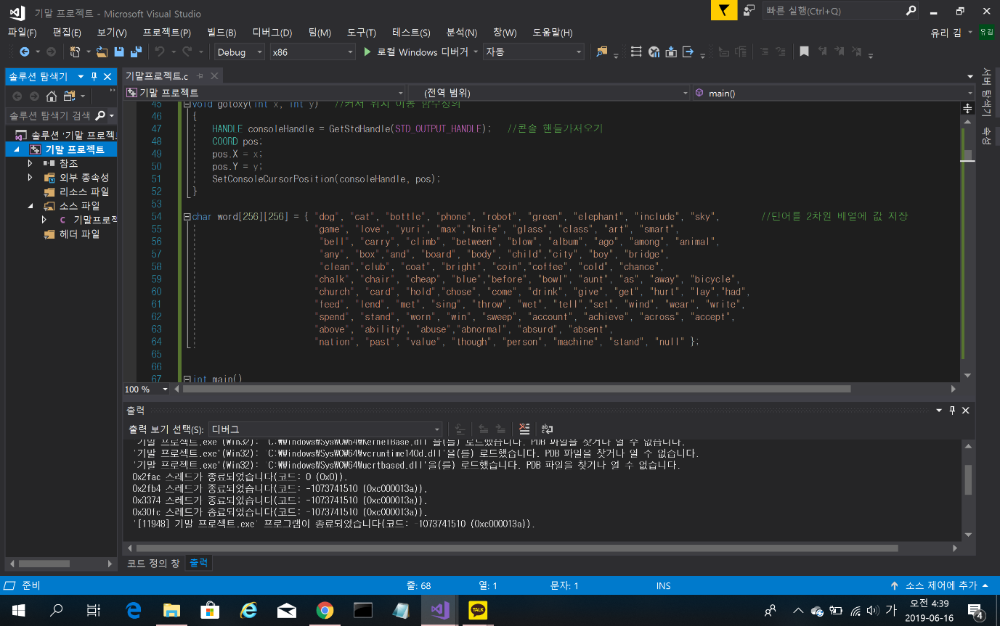 기말 프로젝트 - Microsoft Visual Studio
빠른 실행(Ctrl+Q)
파일(F) 편집(E) 보기(V) 프로젝트(P) 빌드(B) 디버그(D) 팀(M) 도구(T) 테스트(S) 분석(N) 창(W) 도움말(H)
유리 김
유김
Debug x86 로컬 Windows 디버거 자동
솔루션 탐색기
솔루션 탐색기 검색
솔루션 '기말 프로젝
기말 프로젝트
참조
외부 종속성
리소스 파일
소스 파일
기말프로젝
헤더 파일
기말프로젝트.c
기말 프로젝트 (전역 범위) main()
45 void gotoxy(int x, int y) //커서 위치 이동 함수정의
46 {
47 HANDLE consoleHandle = GetStdHandle(STD_OUTPUT_HANDLE); //콘솔 핸들가져오기
48 COORD pos;
49 pos.X = x;
50 pos.Y = y;
51 SetConsoleCursorPosition(consoleHandle, pos);
52 }
53
54 char word[256][256] = { "dog", "cat", "bottle", "phone", "robot", "green", "elephant", "include", "sky", //단어를 2차원 배열에 값 저장
55 "game", "love", "yuri", "max","knife", "glass", "class", "art", "smart",
56 "bell", "carry", "climb", "between", "blow", "album", "ago", "among", "animal",
57 "any", "box","and", "board", "body", "child","city", "boy", "bridge",
58 "clean","club", "coat", "bright", "coin","coffee", "cold", "chance",
59 "chalk", "chair", "cheap", "blue","before", "bowl", "aunt", "as", "away", "bicycle",
60 "church", "card", "hold","chose", "come", "drink", "give", "get", "hurt", "lay","had",
61 "feed", "lend", "met", "sing", "throw", "wet", "tell","set", "wind", "wear", "write",
62 "spend", "stand", "worn", "win", "sweep", "account", "achieve", "across", "accept",
63 "above", "ability", "abuse","abnormal", "absurd", "absent",
64 "nation", "past", "value", "though", "person", "machine", "stand", "null" };
65
66
67 int main()
100 %
서버 탐색기
속성
출력
출력 보기 선택(S): 디버그
'기말 프로젝트.exe'(Win32): 'C:\Windows\SysWOW64\KernelBase.dll'을(를) 로드했습니다. PDB 파일을 찾거나 열 수 없습니다.
'기말 프로젝트.exe'(Win32): 'C:\Windows\SysWOW64\vcruntime140d.dll'을(를) 로드했습니다. PDB 파일을 찾거나 열 수 없습니다.
'기말 프로젝트.exe'(Win32): 'C:\Windows\SysWOW64\ucrtbased.dll'을(를) 로드했습니다. PDB 파일을 찾거나 열 수 없습니다.
0x2fac 스레드가 종료되었습니다(코드: 0 (0x0)).
0x2fb4 스레드가 종료되었습니다(코드: -1073741510 (0xc000013a)).
0x3374 스레드가 종료되었습니다(코드: -1073741510 (0xc000013a)).
0x30fc 스레드가 종료되었습니다(코드: -1073741510 (0xc000013a)).
'[11948] 기말 프로젝트.exe' 프로그램이 종료되었습니다(코드: -1073741510 (0xc000013a)).
코드 정의 창 출력
준비 줄: 68 열: 1 문자: 1 INS 소스 제어에 추가
TALK
가
오전 4:39
2019-06-16
4